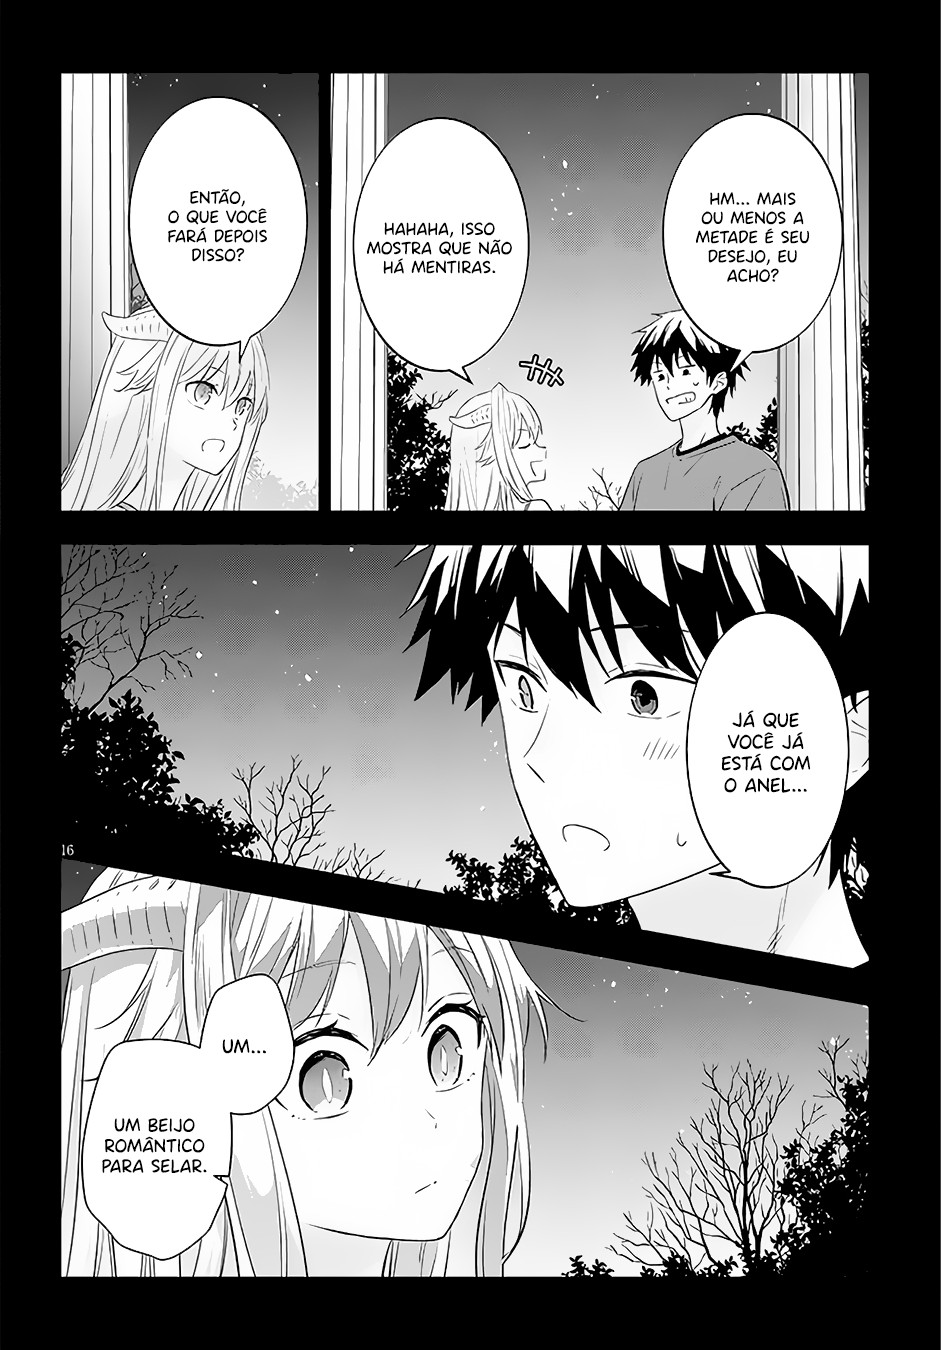 HM... MAIS
OU MENOS A
METADE É SEU
DESEJO, EU
ACHO?
HAHAHA, ISSO
MOSTRA QUE NÃO
HÁ MENTIRAS.
ENTÃO,
O QUE VOCÊ
FARÁ DEPOIS
DISSO?
JÁ QUE
VOCÊ JÁ
ESTÁ COM
O ANEL...
16
UM...
UM BEIJO
ROMÂNTICO
PARA SELAR.